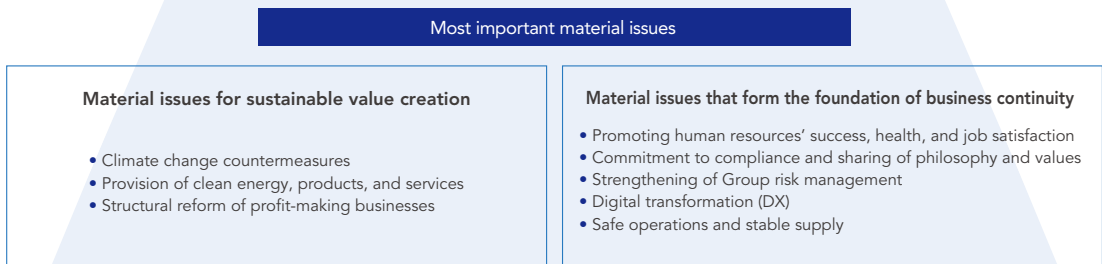 Most important material issues
Material issues for sustainable value creation
• Climate change countermeasures
• Provision of clean energy, products, and services
• Structural reform of profit-making businesses
Material issues that form the foundation of business continuity
• Promoting human resources’ success, health, and job satisfaction
• Commitment to compliance and sharing of philosophy and values
• Strengthening of Group risk management
• Digital transformation (DX)
• Safe operations and stable supply